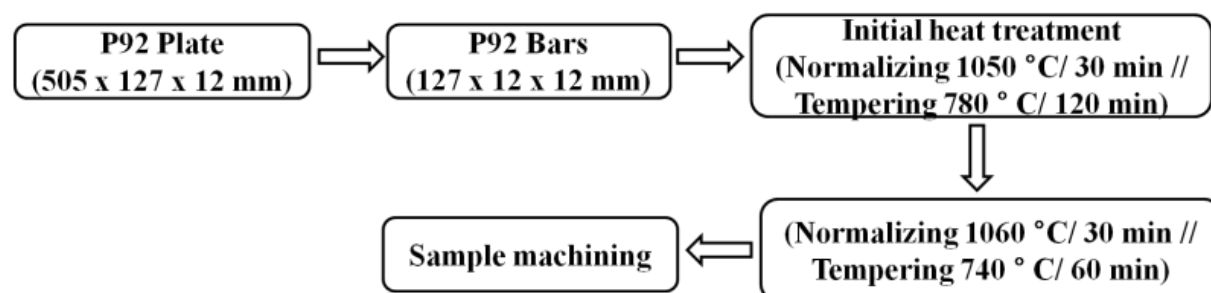 P92 Plate
(505 x 127 x 12 mm)
P92 Bars
(127 x 12 x 12 mm)
Initial heat treatment
(Normalizing 1050 °C/ 30 min //
Tempering 780 ° C/ 120 min)
(Normalizing 1060 °C/ 30 min //
Tempering 740 ° C/ 60 min)
Sample machining